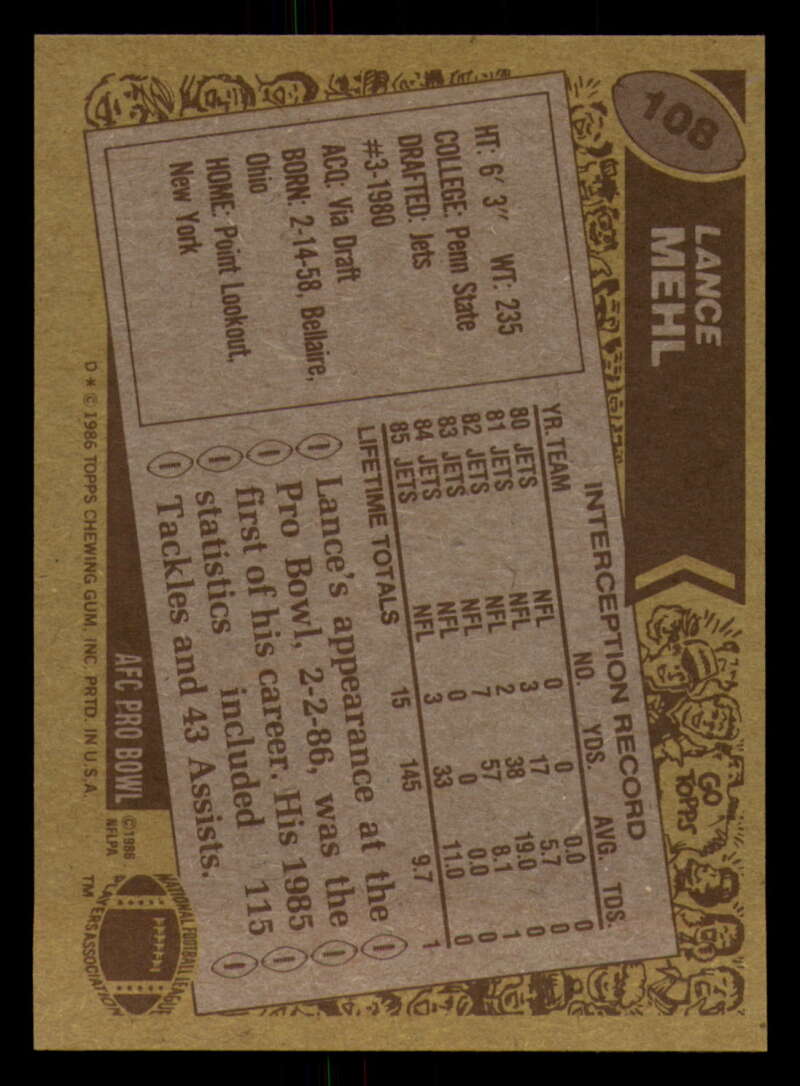 108
LANCE
MEHL
HT: 6' 3" WT: 235
COLLEGE: Penn State
DRAFTED: Jets
#3-1980
ACQ: Via Draft
BORN: 2-14-58, Bellaire,
Ohio
HOME: Point Lookout,
New York
INTERCEPTION RECORD
YR. TEAM NO. YDS. AVG. TDS.
80 JETS NFL 0 0 0.0 0
81 JETS NFL 3 17 5.7 0
82 JETS NFL 2 38 19.0 0
83 JETS NFL 7 57 8.1 1
84 JETS NFL 0 0 0.0 0
85 JETS NFL 3 33 11.0 0
LIFETIME TOTALS 15 145 9.7 1
Lance's appearance at the
Pro Bowl, 2-2-86, was the
first of his career. His 1985
statistics included 115
Tackles and 43 Assists.
GO
TOPPS
AFC PRO BOWL
©1986
NFLPA
NATIONAL FOOTBALL LEAGUE
PLAYERS ASSOCIATION
TM
D * © 1986 TOPPS CHEWING GUM, INC. PRTD. IN U.S.A.